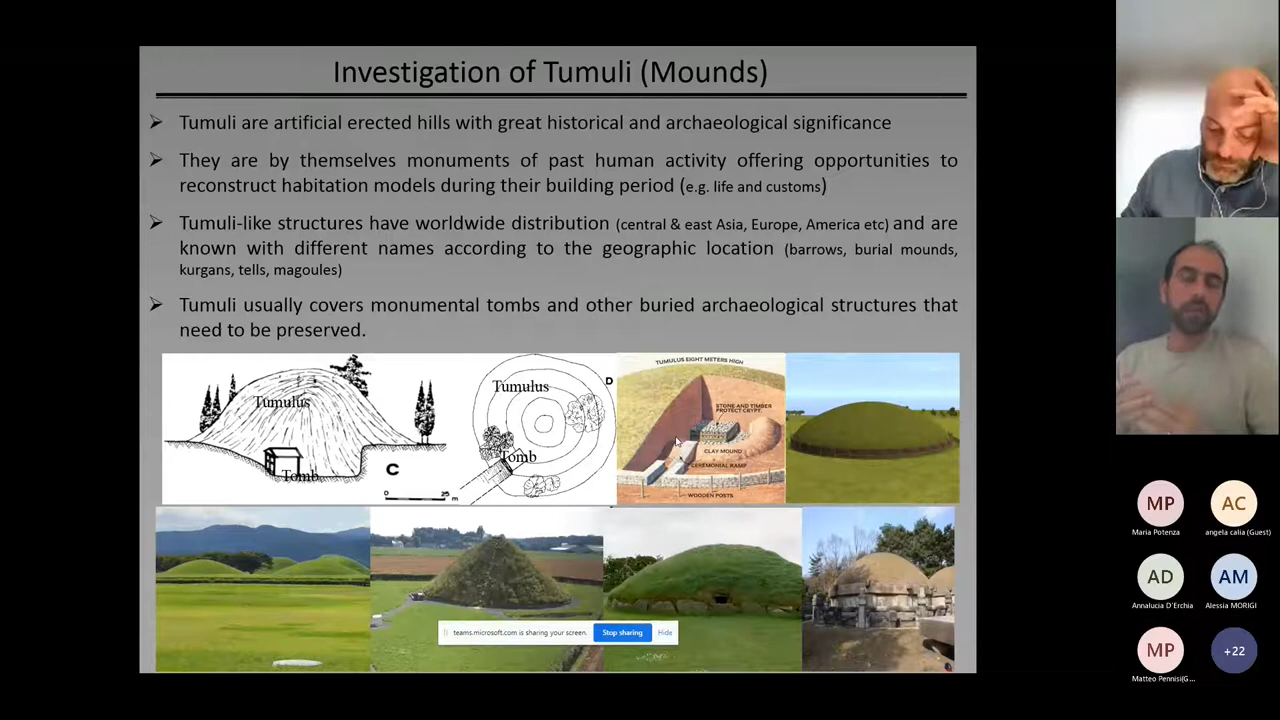 Investigation of Tumuli (Mounds)
Tumuli are artificial erected hills with great historical and archaeological significance
They are by themselves monuments of past human activity offering opportunities to
reconstruct habitation models during their building period (e.g. life and customs)
Tumuli-like structures have worldwide distribution (central & east Asia, Europe, America etc) and are
known with different names according to the geographic location (barrows, burial mounds,
kurgans, tells, magoules)
Tumuli usually covers monumental tombs and other buried archaeological structures that
need to be preserved.
Tumulus
Tomb
C
0 25 m
Tumulus
D
Tomb
TUMULUS EIGHT METERS HIGH
STONE AND TIMBER
PROTECT CRYPT.
CLAY MOUND
CEREMONIAL RAMP
WOODEN POSTS
teams.microsoft.com is sharing your screen.
Stop sharing
Hide
MP
AC
Maria Potenza
angela calia (Guest)
AD
AM
Annalucia D'Erchia
Alessia MORIGI
MP
+22
Matteo Pennisi(G...